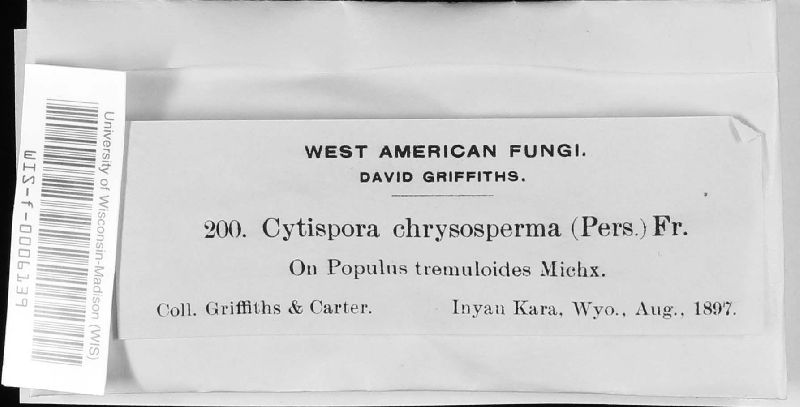 WEST AMERICAN FUNGI.
DAVID GRIFFITHS.
200. Cytispora chrysosperma (Pers.) Fr.
On Populus tremuloides Michx.
Coll. Griffiths & Carter. Inyan Kara, Wyo., Aug., 1897.
University of Wisconsin-Madison (WIS)
WIS-f-0006139